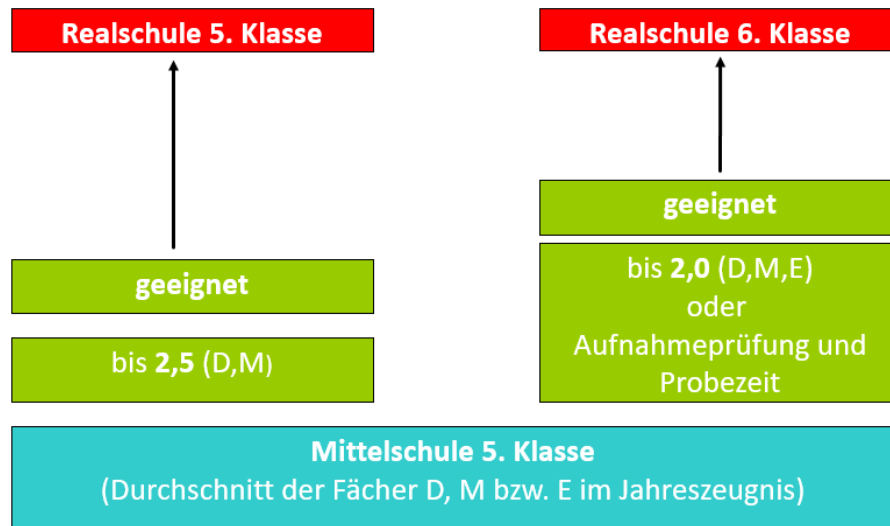 Realschule 5. Klasse
Realschule 6. Klasse
geeignet
geeignet
bis 2,5 (D,M)
bis 2,0 (D,M,E)
oder
Aufnahmeprüfung und
Probezeit
Mittelschule 5. Klasse
(Durchschnitt der Fächer D, M bzw. E im Jahreszeugnis)